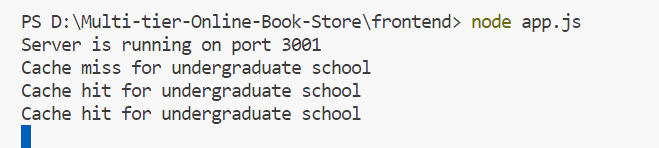 PS D:\Multi-tier-Online-Book-Store\frontend> node app.js
Server is running on port 3001
Cache miss for undergraduate school
Cache hit for undergraduate school
Cache hit for undergraduate school